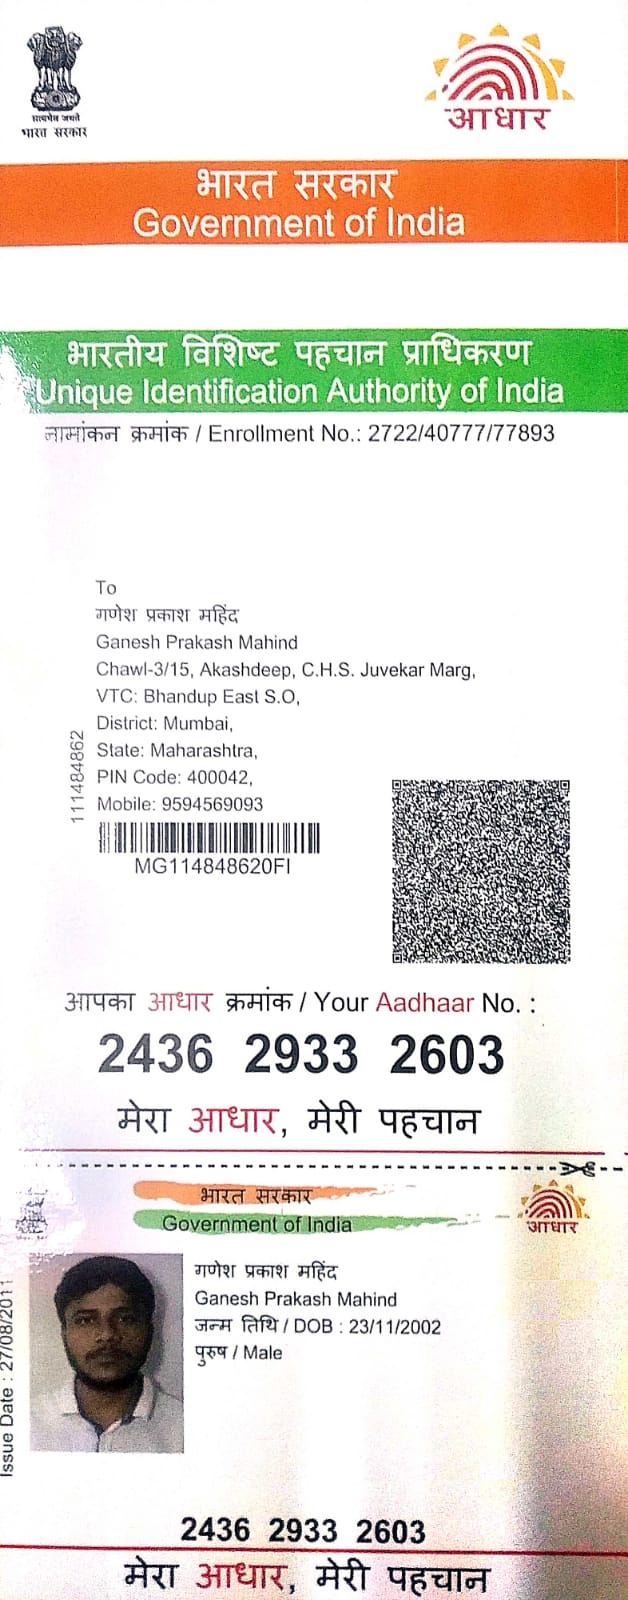 सत्यमेव जयते
भारत सरकार
आधार
भारत सरकार
Government of India
भारतीय विशिष्ट पहचान प्राधिकरण
Unique Identification Authority of India
नामांकन क्रमांक / Enrollment No.: 2722/40777/77893
To
गणेश प्रकाश महिंद
Ganesh Prakash Mahind
Chawl-3/15, Akashdeep, C.H.S. Juvekar Marg,
VTC: Bhandup East S.O,
District: Mumbai,
State: Maharashtra,
PIN Code: 400042,
Mobile: 9594569093
111484862
MG114848620FI
आपका आधार क्रमांक / Your Aadhaar No. :
2436 2933 2603
मेरा आधार, मेरी पहचान
भारत सरकार
Government of India
आधार
गणेश प्रकाश महिंद
Ganesh Prakash Mahind
जन्म तिथि / DOB : 23/11/2002
पुरुष / Male
Issue Date : 27/08/2011
2436 2933 2603
मेरा आधार, मेरी पहचान